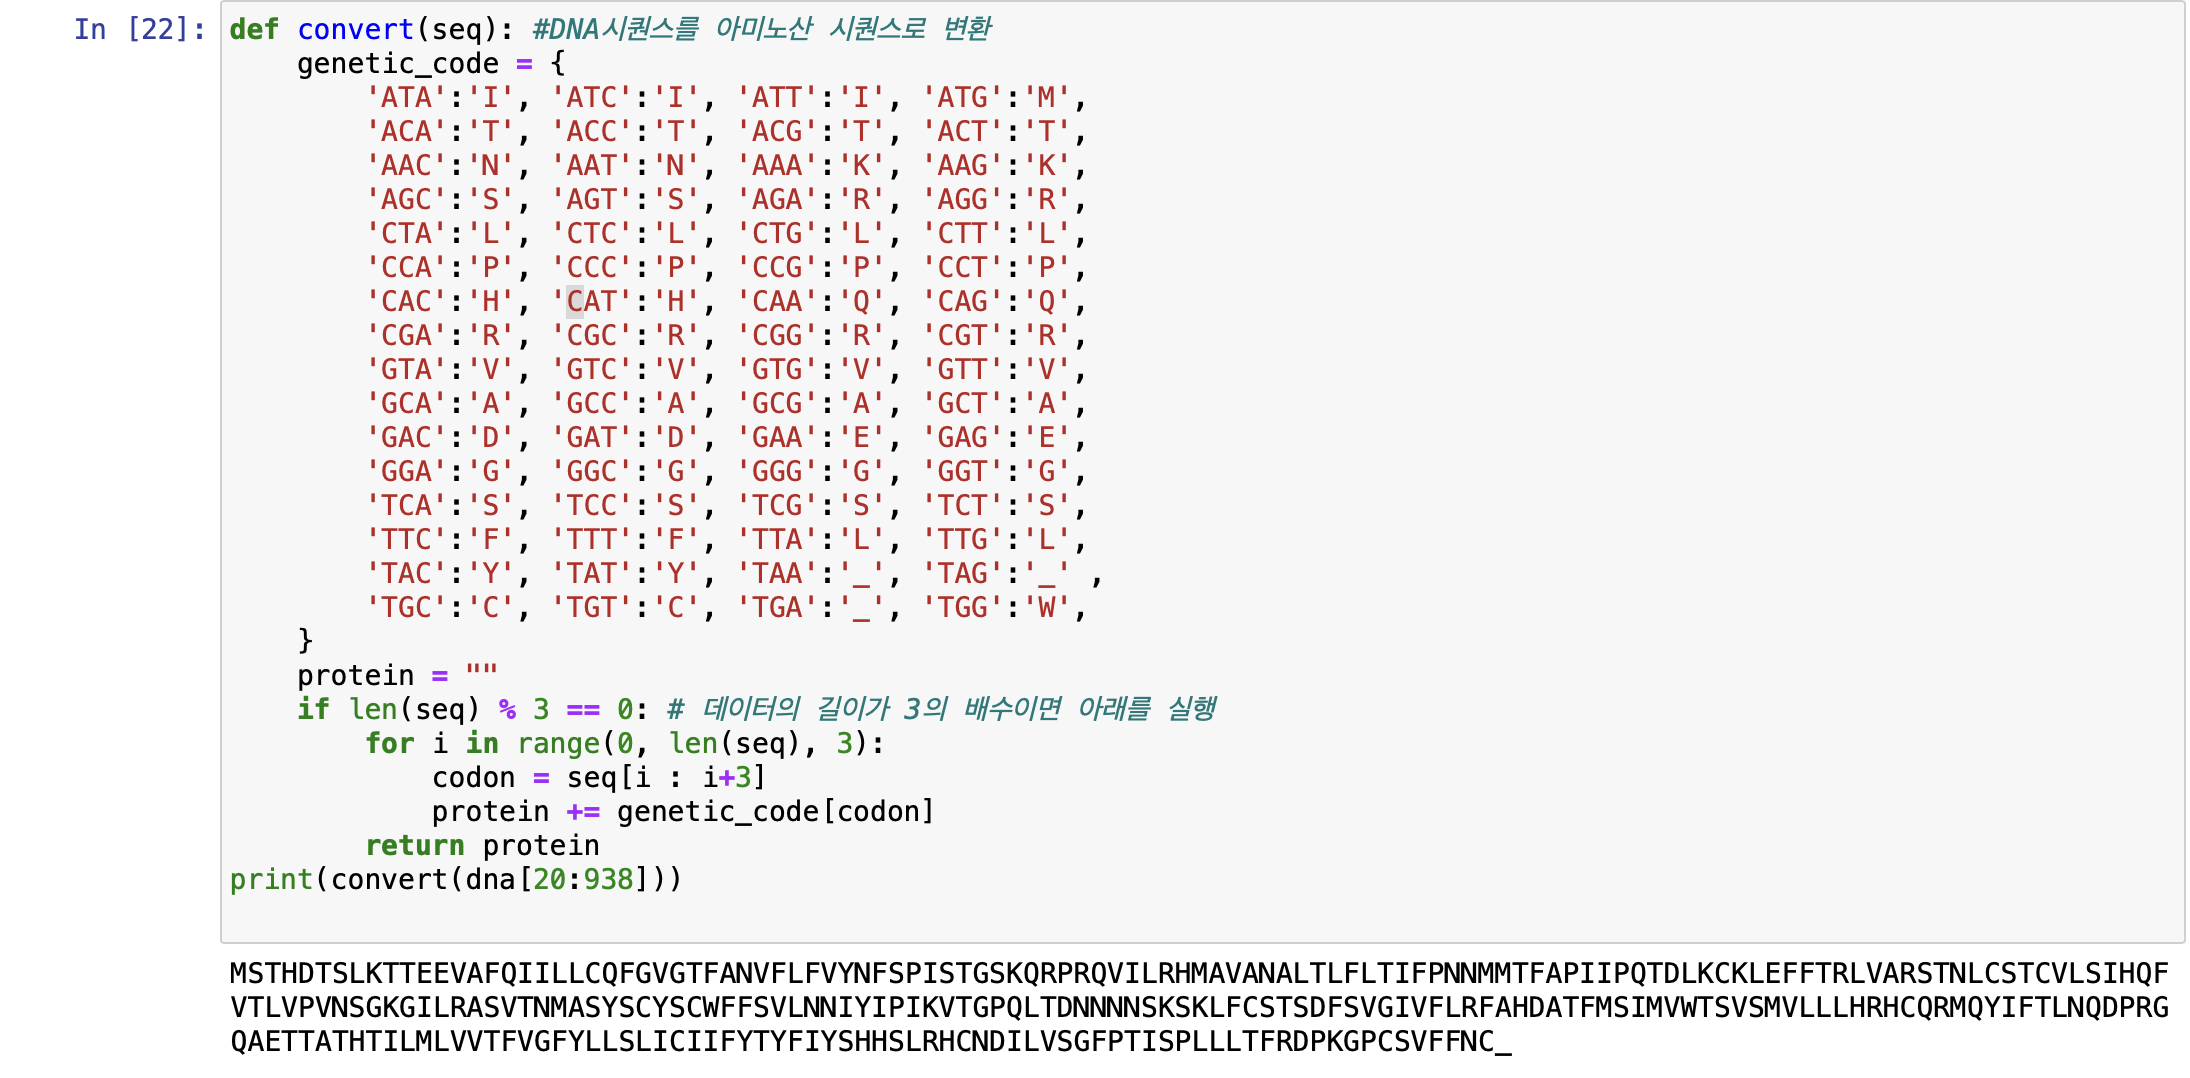 In [22]:
def convert(seq): #DNA시퀀스를 아미노산 시퀀스로 변환
    genetic_code = {
        'ATA':'I', 'ATC':'I', 'ATT':'I', 'ATG':'M',
        'ACA':'T', 'ACC':'T', 'ACG':'T', 'ACT':'T',
        'AAC':'N', 'AAT':'N', 'AAA':'K', 'AAG':'K',
        'AGC':'S', 'AGT':'S', 'AGA':'R', 'AGG':'R',
        'CTA':'L', 'CTC':'L', 'CTG':'L', 'CTT':'L',
        'CCA':'P', 'CCC':'P', 'CCG':'P', 'CCT':'P',
        'CAC':'H', 'CAT':'H', 'CAA':'Q', 'CAG':'Q',
        'CGA':'R', 'CGC':'R', 'CGG':'R', 'CGT':'R',
        'GTA':'V', 'GTC':'V', 'GTG':'V', 'GTT':'V',
        'GCA':'A', 'GCC':'A', 'GCG':'A', 'GCT':'A',
        'GAC':'D', 'GAT':'D', 'GAA':'E', 'GAG':'E',
        'GGA':'G', 'GGC':'G', 'GGG':'G', 'GGT':'G',
        'TCA':'S', 'TCC':'S', 'TCG':'S', 'TCT':'S',
        'TTC':'F', 'TTT':'F', 'TTA':'L', 'TTG':'L',
        'TAC':'Y', 'TAT':'Y', 'TAA':'_', 'TAG':'_' ,
        'TGC':'C', 'TGT':'C', 'TGA':'_', 'TGG':'W',
    }
    protein = ""
    if len(seq) % 3 == 0: # 데이터의 길이가 3의 배수이면 아래를 실행
        for i in range(0, len(seq), 3):
            codon = seq[i : i+3]
            protein += genetic_code[codon]
        return protein
print(convert(dna[20:938]))
MSTHDTSLKTTEEVAFQIILLCQFGVGTFANVFLFVYNFSPISTGSKQRPRQVILRHMAVANALTLFLTIFPNNMMTFAPIIPQTDLKCKLEFFTRLVARSTNLCSTCVLSIHQF
VTLVPVNSGKGILRASVTNMASYSCYSCWFFSVLNNIYIPIKVTGPQLTDNNNNSKSKLFCSTSDFSVGIVFLRFAHDATFMSIMVWTSVSMVLLLHRHCQRMQYIFTLNQDPRG
QAETTATHTILMLVVTFVGFYLLSLICIIFYTYFIYSHHSLRHCNDILVSGFPTISPLLLTFRDPKGPCSVFFNC_